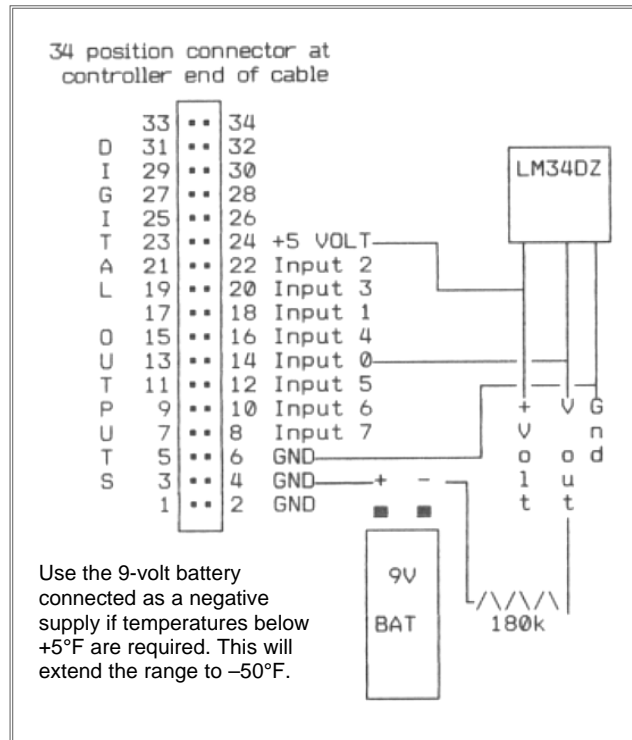 34 position connector at
controller end of cable
33 34
D 31 32
I 29 30
G 27 28
I 25 26
T 23 24 +5 VOLT
A 21 22 Input 2
L 19 20 Input 3
17 18 Input 1
O 15 16 Input 4
U 13 14 Input 0
T 11 12 Input 5
P 9 10 Input 6
U 7 8 Input 7
T 5 6 GND
S 3 4 GND
1 2 GND
LM34DZ
+Volt
V out
Gnd
+ -
9V
BAT
180k
Use the 9-volt battery
connected as a negative
supply if temperatures below
+5°F are required. This will
extend the range to –50°F.